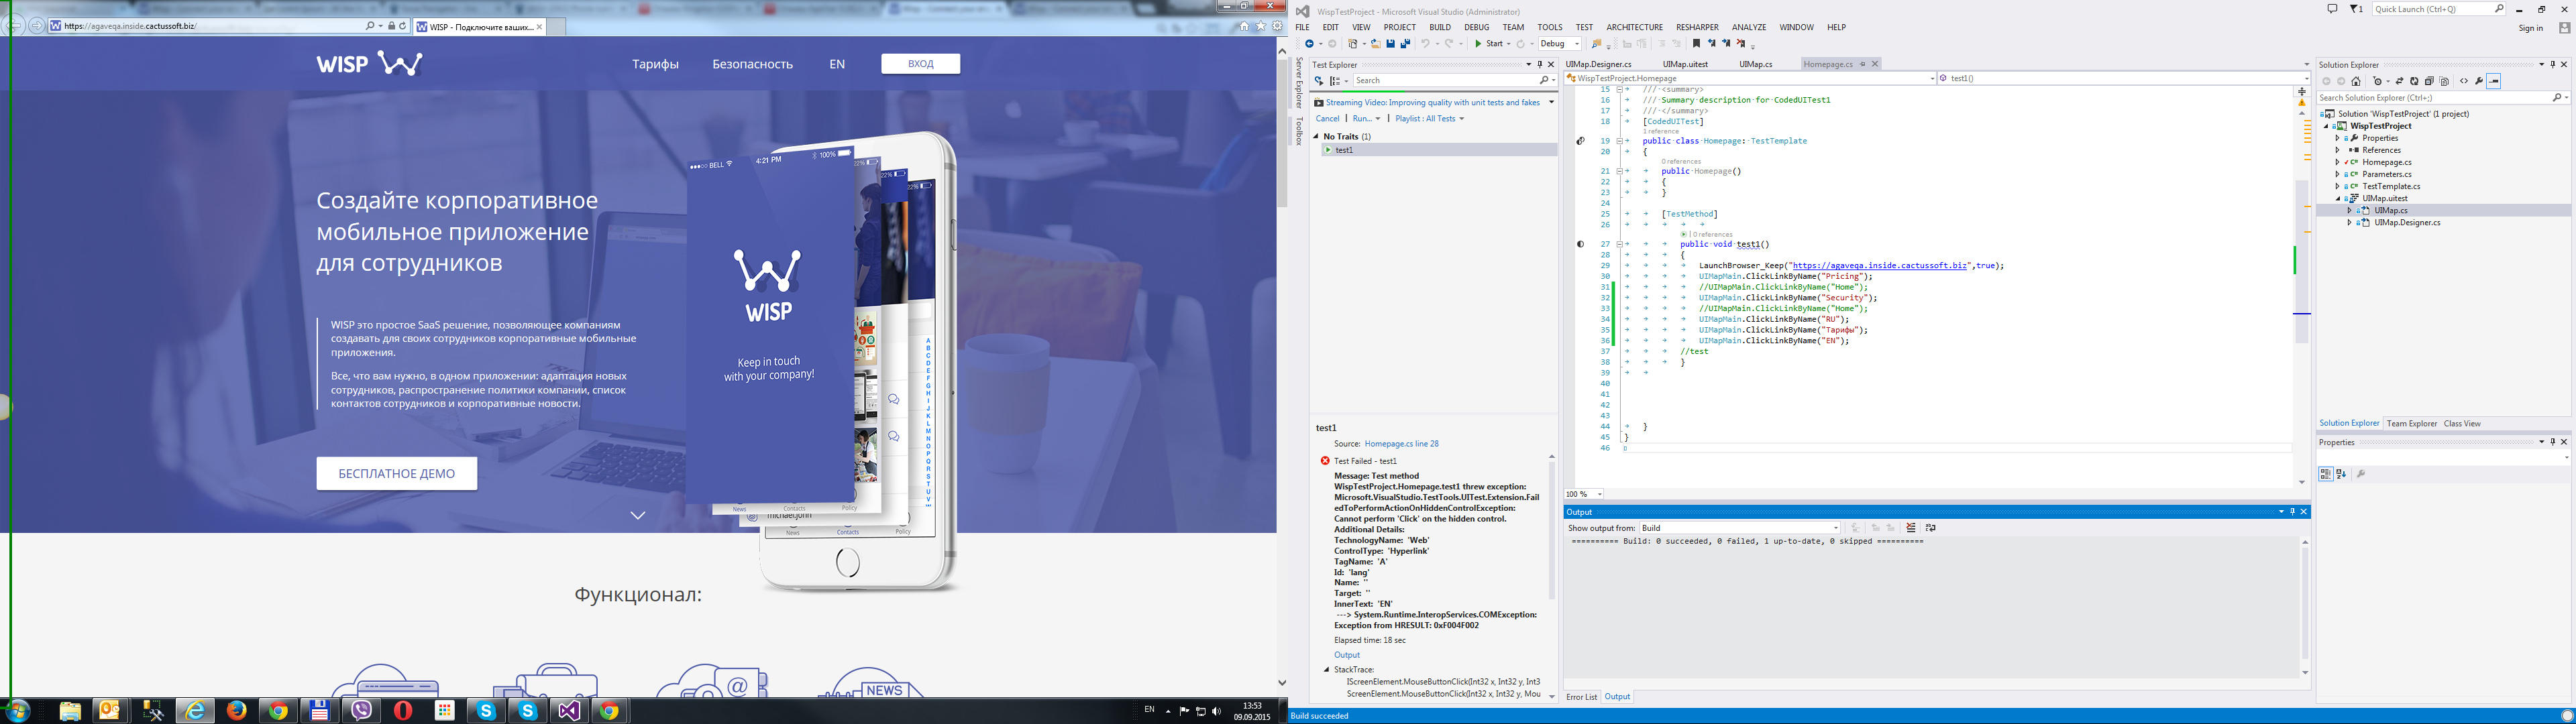 https://agaveqa.inside.cactussoft.biz/
WISP - Подключите ваших...
WISP
Тарифы
Безопасность
EN
ВХОД
Создайте корпоративное
мобильное приложение
для сотрудников
WISP это простое SaaS решение, позволяющее компаниям
создавать для своих сотрудников корпоративные мобильные
приложения.
Все, что вам нужно, в одном приложении: адаптация новых
сотрудников, распространение политики компании, список
контактов сотрудников и корпоративные новости.
БЕСПЛАТНОЕ ДЕМО
BELL
4:21 PM
100%
22%
22%
WISP
Keep in touch
with your company!
A
B
C
D
E
F
G
H
I
J
K
L
M
N
O
P
Q
R
S
T
U
V
W
News
Contacts
Policy
michael.john
News
Contacts
Policy
Функционал:
@
NEWS
EN
13:53
09.09.2015
WispTestProject - Microsoft Visual Studio (Administrator)
1
Quick Launch (Ctrl+Q)
FILE EDIT VIEW PROJECT BUILD DEBUG TEAM TOOLS TEST ARCHITECTURE RESHARPER ANALYZE WINDOW HELP
Sign in
Start
Debug
Server Explorer
Toolbox
Test Explorer
Search
Streaming Video: Improving quality with unit tests and fakes
Cancel | Run... | Playlist : All Tests
No Traits (1)
test1
test1
Source: Homepage.cs line 28
Test Failed - test1
Message: Test method
WispTestProject.Homepage.test1 threw exception:
Microsoft.VisualStudio.TestTools.UITest.Extension.Fail
edToPerformActionOnHiddenControlException:
Cannot perform 'Click' on the hidden control.
Additional Details:
TechnologyName: 'Web'
ControlType: 'Hyperlink'
TagName: 'A'
Id: 'lang'
Name: ''
Target: ''
InnerText: 'EN'
---> System.Runtime.InteropServices.COMException:
Exception from HRESULT: 0xF004F002
Elapsed time: 18 sec
Output
StackTrace:
IScreenElement.MouseButtonClick(Int32 x, Int32 y, Int3
ScreenElement.MouseButtonClick(Int32 x, Int32 y, Mou
UIMap.Designer.cs
UIMap.uitest
UIMap.cs
Homepage.cs
WispTestProject.Homepage
test1()
15 /// <summary>
16 /// Summary description for CodedUITest1
17 /// </summary>
18 [CodedUITest]
1 reference
19 public class Homepage: TestTemplate
20 {
0 references
21 public Homepage()
22 {
23 }
24
25 [TestMethod]
26
| 0 references
27 public void test1()
28 {
29 LaunchBrowser_Keep("https://agaveqa.inside.cactussoft.biz",true);
30 UIMapMain.ClickLinkByName("Pricing");
31 //UIMapMain.ClickLinkByName("Home");
32 UIMapMain.ClickLinkByName("Security");
33 //UIMapMain.ClickLinkByName("Home");
34 UIMapMain.ClickLinkByName("RU");
35 UIMapMain.ClickLinkByName("Тарифы");
36 UIMapMain.ClickLinkByName("EN");
37 //test
38 }
39
40
41
42
43
44 }
45 }
46
100 %
Output
Show output from: Build
========== Build: 0 succeeded, 0 failed, 1 up-to-date, 0 skipped ==========
Error List
Output
Build succeeded
Solution Explorer
Search Solution Explorer (Ctrl+;)
Solution 'WispTestProject' (1 project)
WispTestProject
Properties
References
Homepage.cs
Parameters.cs
TestTemplate.cs
UIMap.uitest
UIMap.cs
UIMap.Designer.cs
Solution Explorer
Team Explorer
Class View
Properties